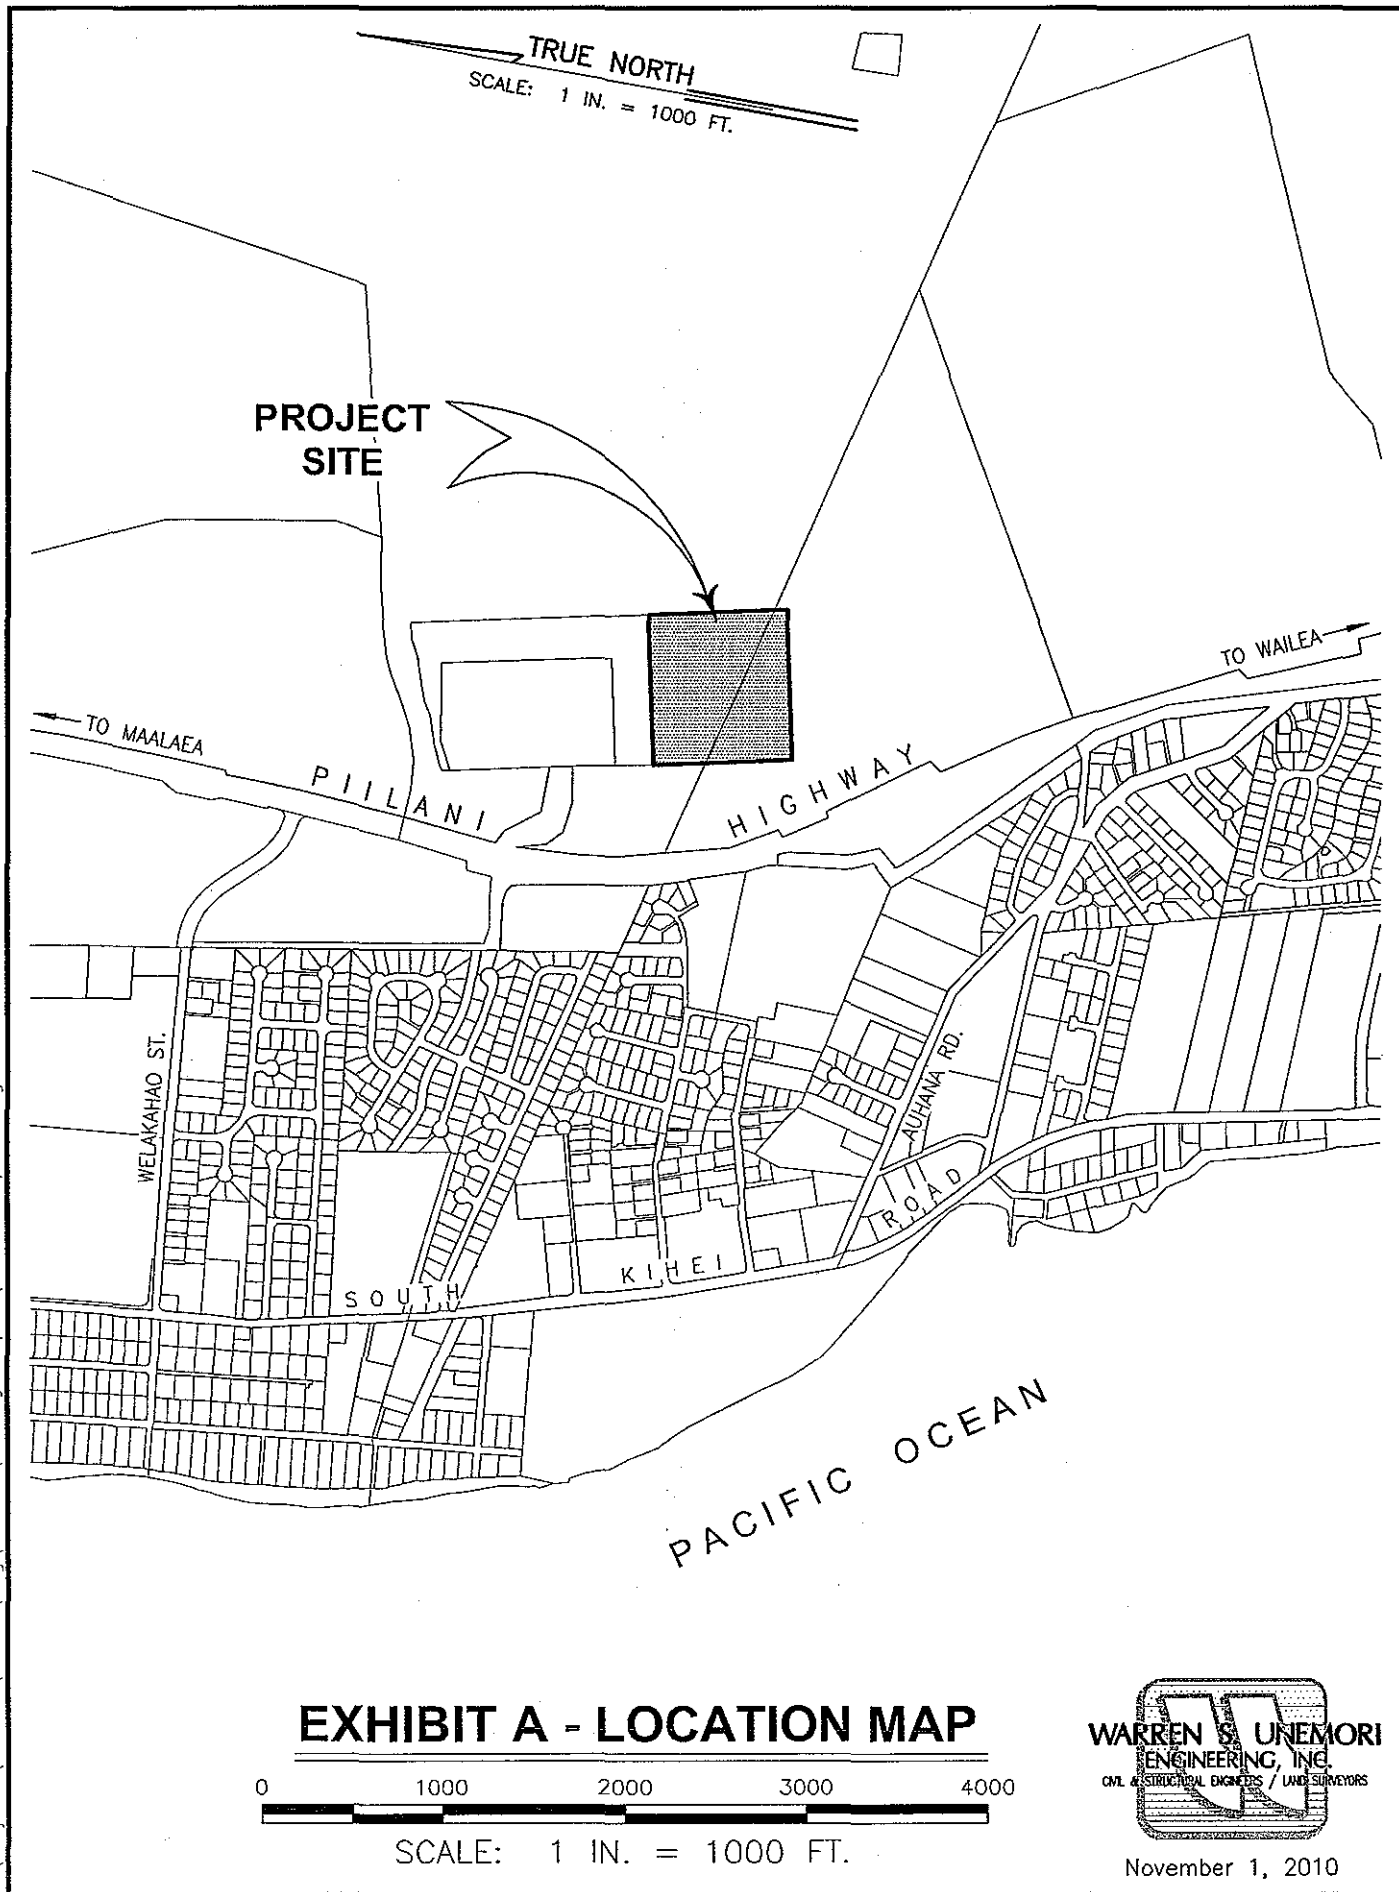 TRUE NORTH
SCALE: 1 IN. = 1000 FT.
PROJECT
SITE
TO WAILEA
TO MAALAEA
PIILANI
HIGHWAY
WELAKAHAO ST.
AUHANA RD.
SOUTH
KIHEI
ROAD
PACIFIC OCEAN
EXHIBIT A - LOCATION MAP
0 1000 2000 3000 4000
SCALE: 1 IN. = 1000 FT.
WARREN S. UNEMORI
ENGINEERING, INC.
CIVIL & STRUCTURAL ENGINEERS / LAND SURVEYORS
November 1, 2010